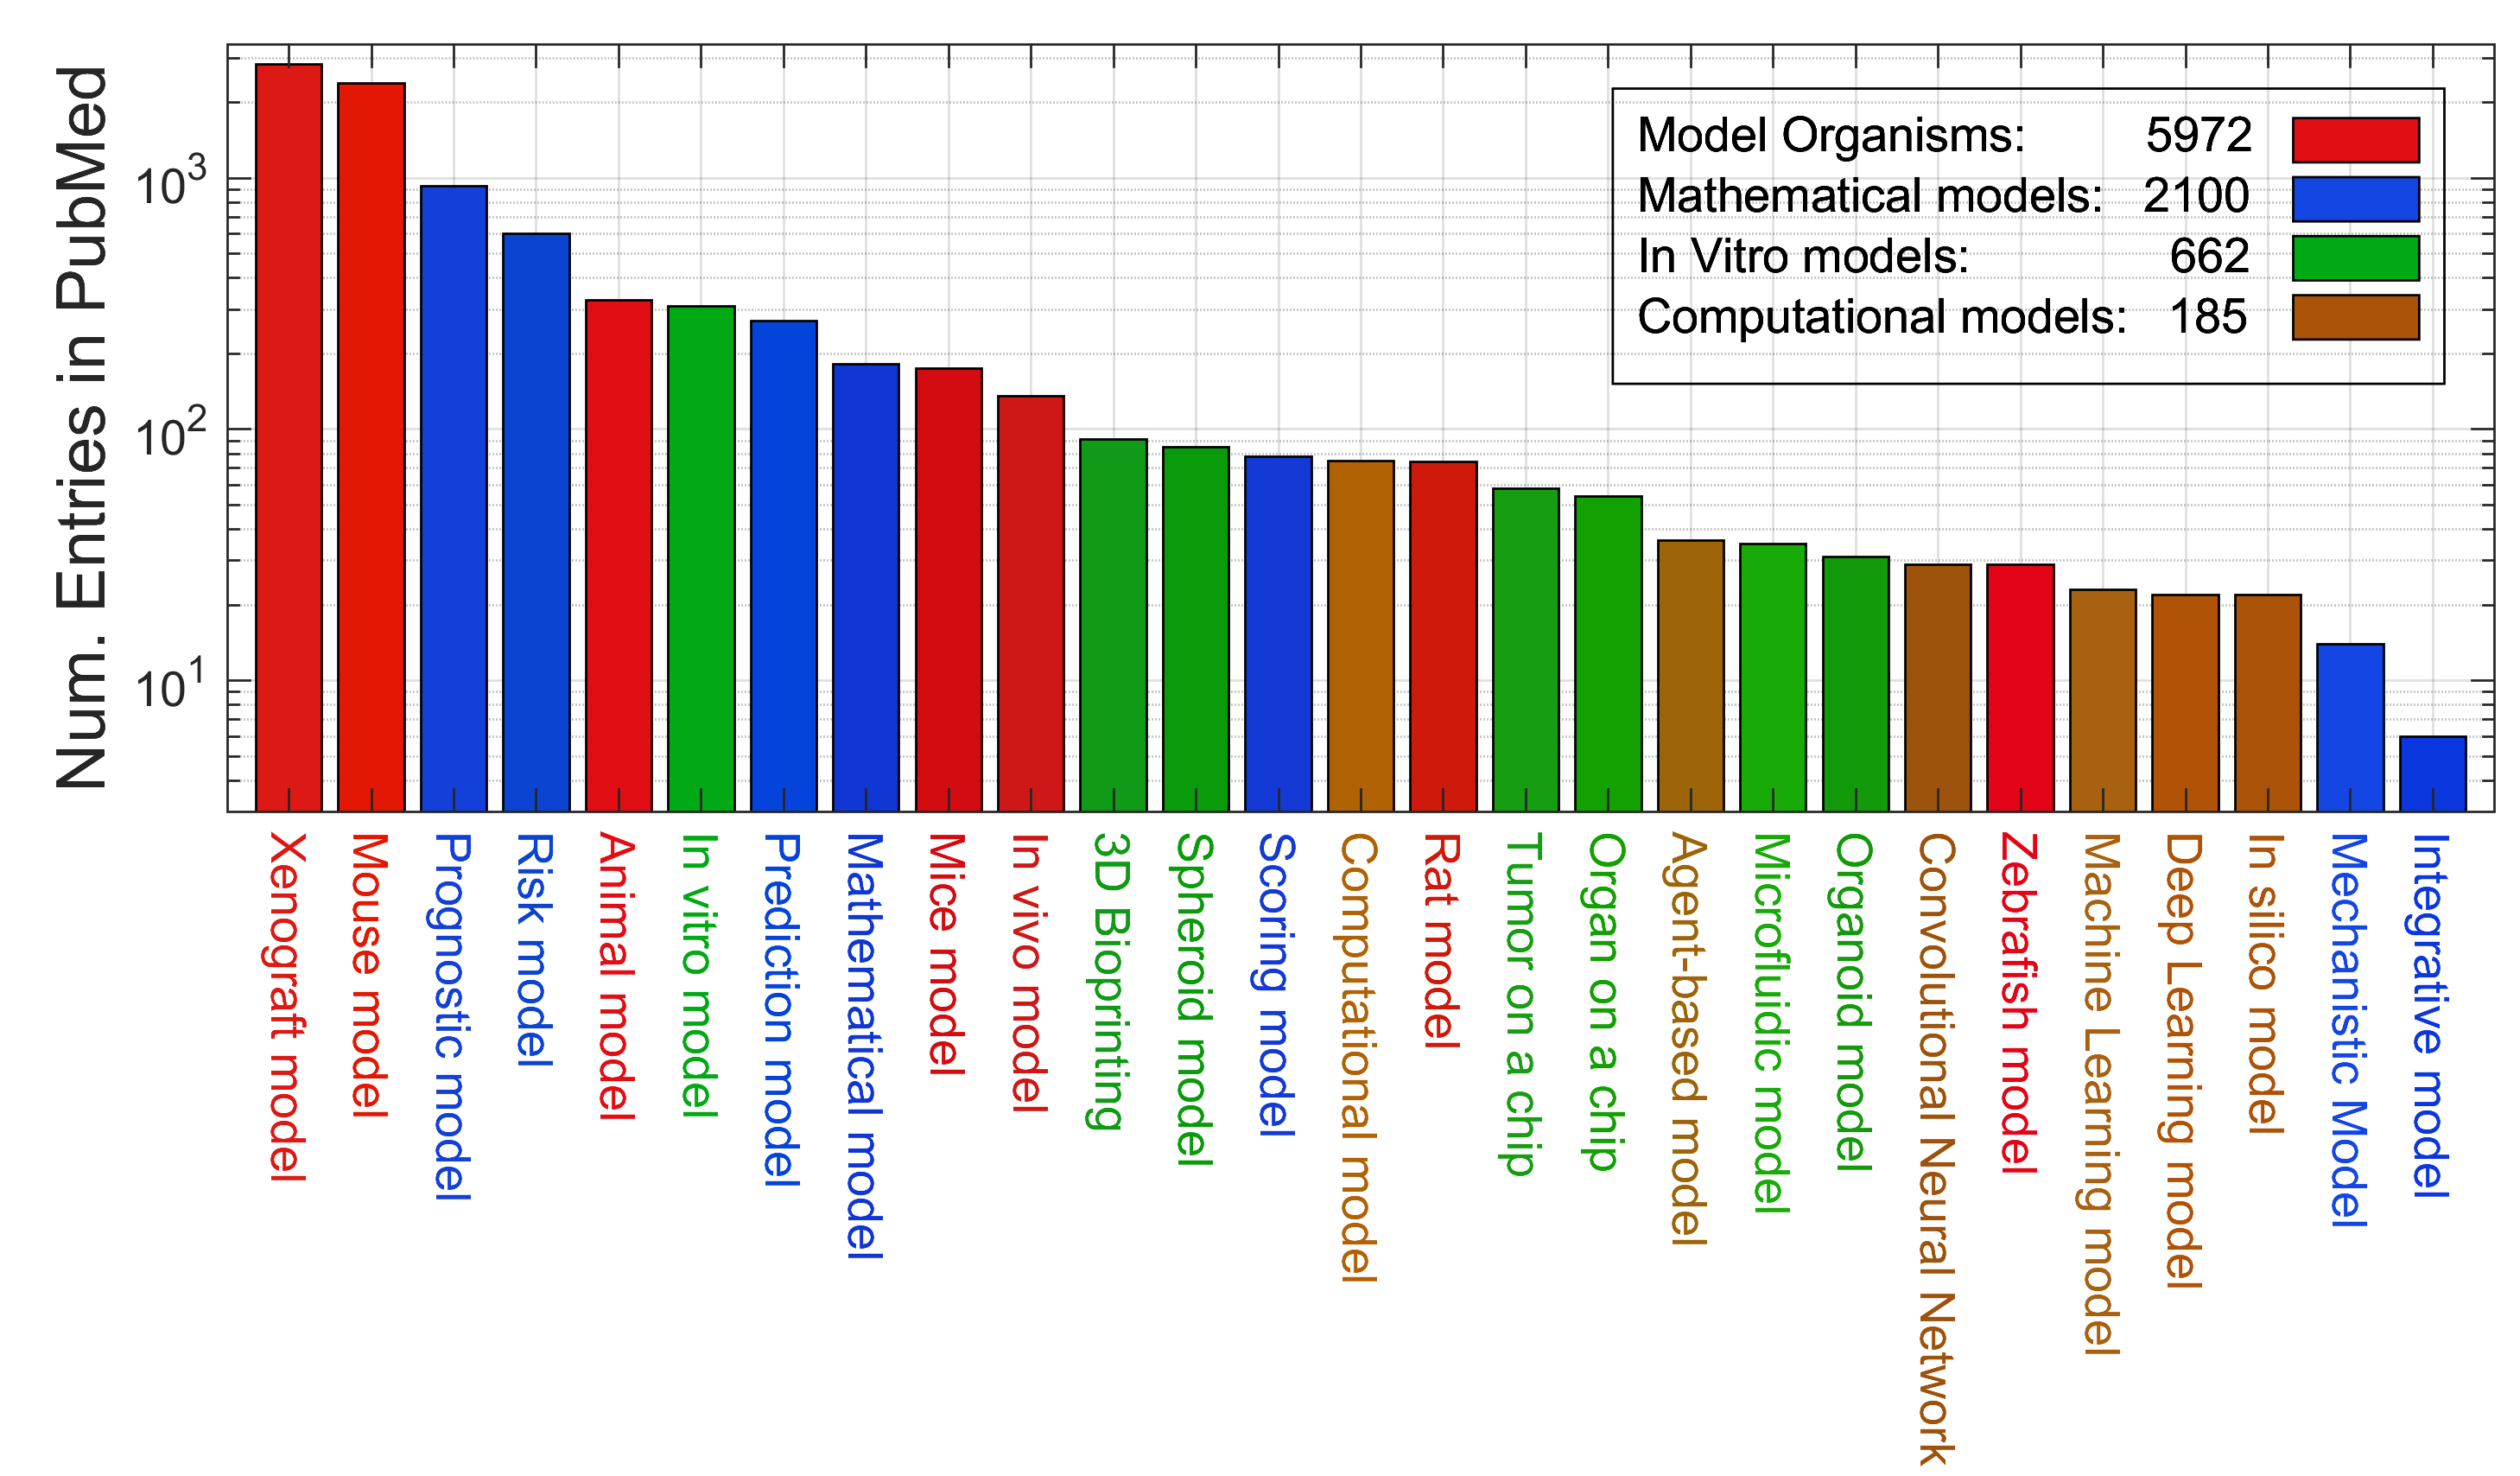 Num. Entries in PubMed
10^3
10^2
10^1
Model Organisms: 5972
Mathematical models: 2100
In Vitro models: 662
Computational models: 185
Xenograft model
Mouse model
Prognostic model
Risk model
Animal model
In vitro model
Prediction model
Mathematical model
Mice model
In vivo model
3D Bioprinting
Spheroid model
Scoring model
Computational model
Rat model
Tumor on a chip
Organ on a chip
Agent-based model
Microfluidic model
Organoid model
Convolutional Neural Network
Zebrafish model
Machine Learning model
Deep Learning model
In silico model
Mechanistic Model
Integrative model